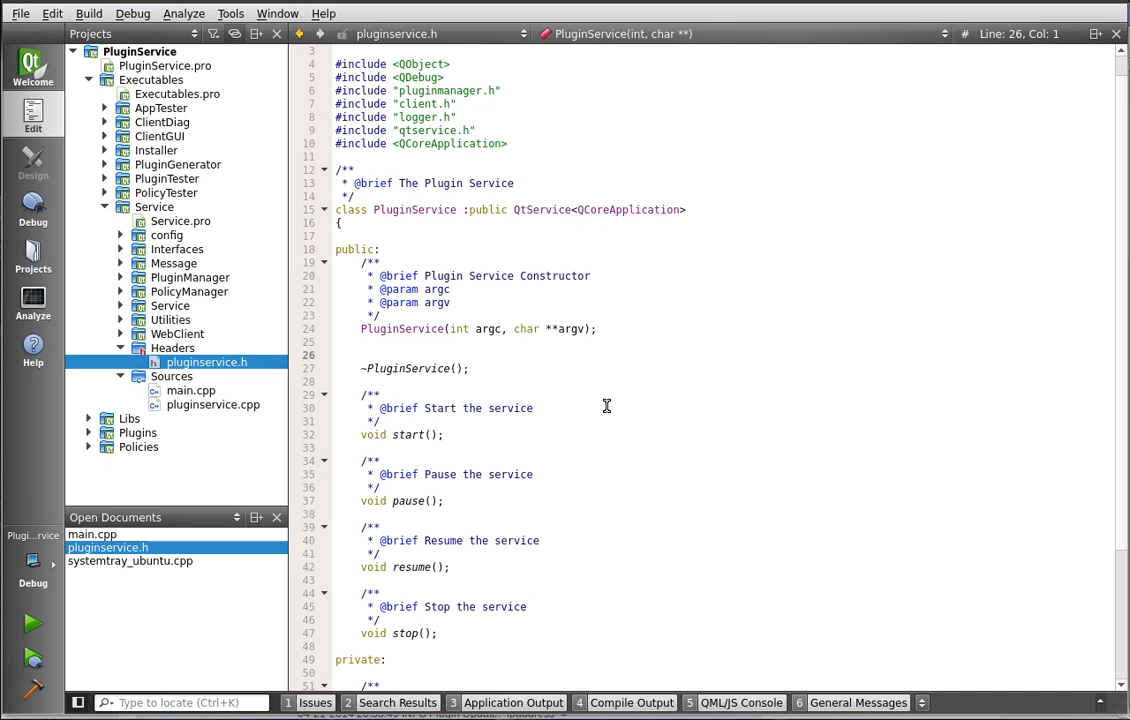 File Edit Build Debug Analyze Tools Window Help
Projects
pluginservice.h
PluginService(int, char **)
# Line: 26, Col: 1
Welcome
Edit
Design
Debug
Projects
Analyze
Help
Plugi...rvice
Debug
PluginService
PluginService.pro
Executables
Executables.pro
AppTester
ClientDiag
ClientGUI
Installer
PluginGenerator
PluginTester
PolicyTester
Service
Service.pro
config
Interfaces
Message
PluginManager
PolicyManager
Service
Utilities
WebClient
Headers
pluginservice.h
Sources
main.cpp
pluginservice.cpp
Libs
Plugins
Policies
Open Documents
main.cpp
pluginservice.h
systemtray_ubuntu.cpp
3
4 #include <QObject>
5 #include <QDebug>
6 #include "pluginmanager.h"
7 #include "client.h"
8 #include "logger.h"
9 #include "qtservice.h"
10 #include <QCoreApplication>
11
12 /**
13 * @brief The Plugin Service
14 */
15 class PluginService :public QtService<QCoreApplication>
16 {
17
18 public:
19 /**
20 * @brief Plugin Service Constructor
21 * @param argc
22 * @param argv
23 */
24 PluginService(int argc, char **argv);
25
26
27 ~PluginService();
28
29 /**
30 * @brief Start the service
31 */
32 void start();
33
34 /**
35 * @brief Pause the service
36 */
37 void pause();
38
39 /**
40 * @brief Resume the service
41 */
42 void resume();
43
44 /**
45 * @brief Stop the service
46 */
47 void stop();
48
49 private:
50
51 /**
Type to locate (Ctrl+K)
1 Issues 2 Search Results 3 Application Output 4 Compile Output 5 QML/JS Console 6 General Messages